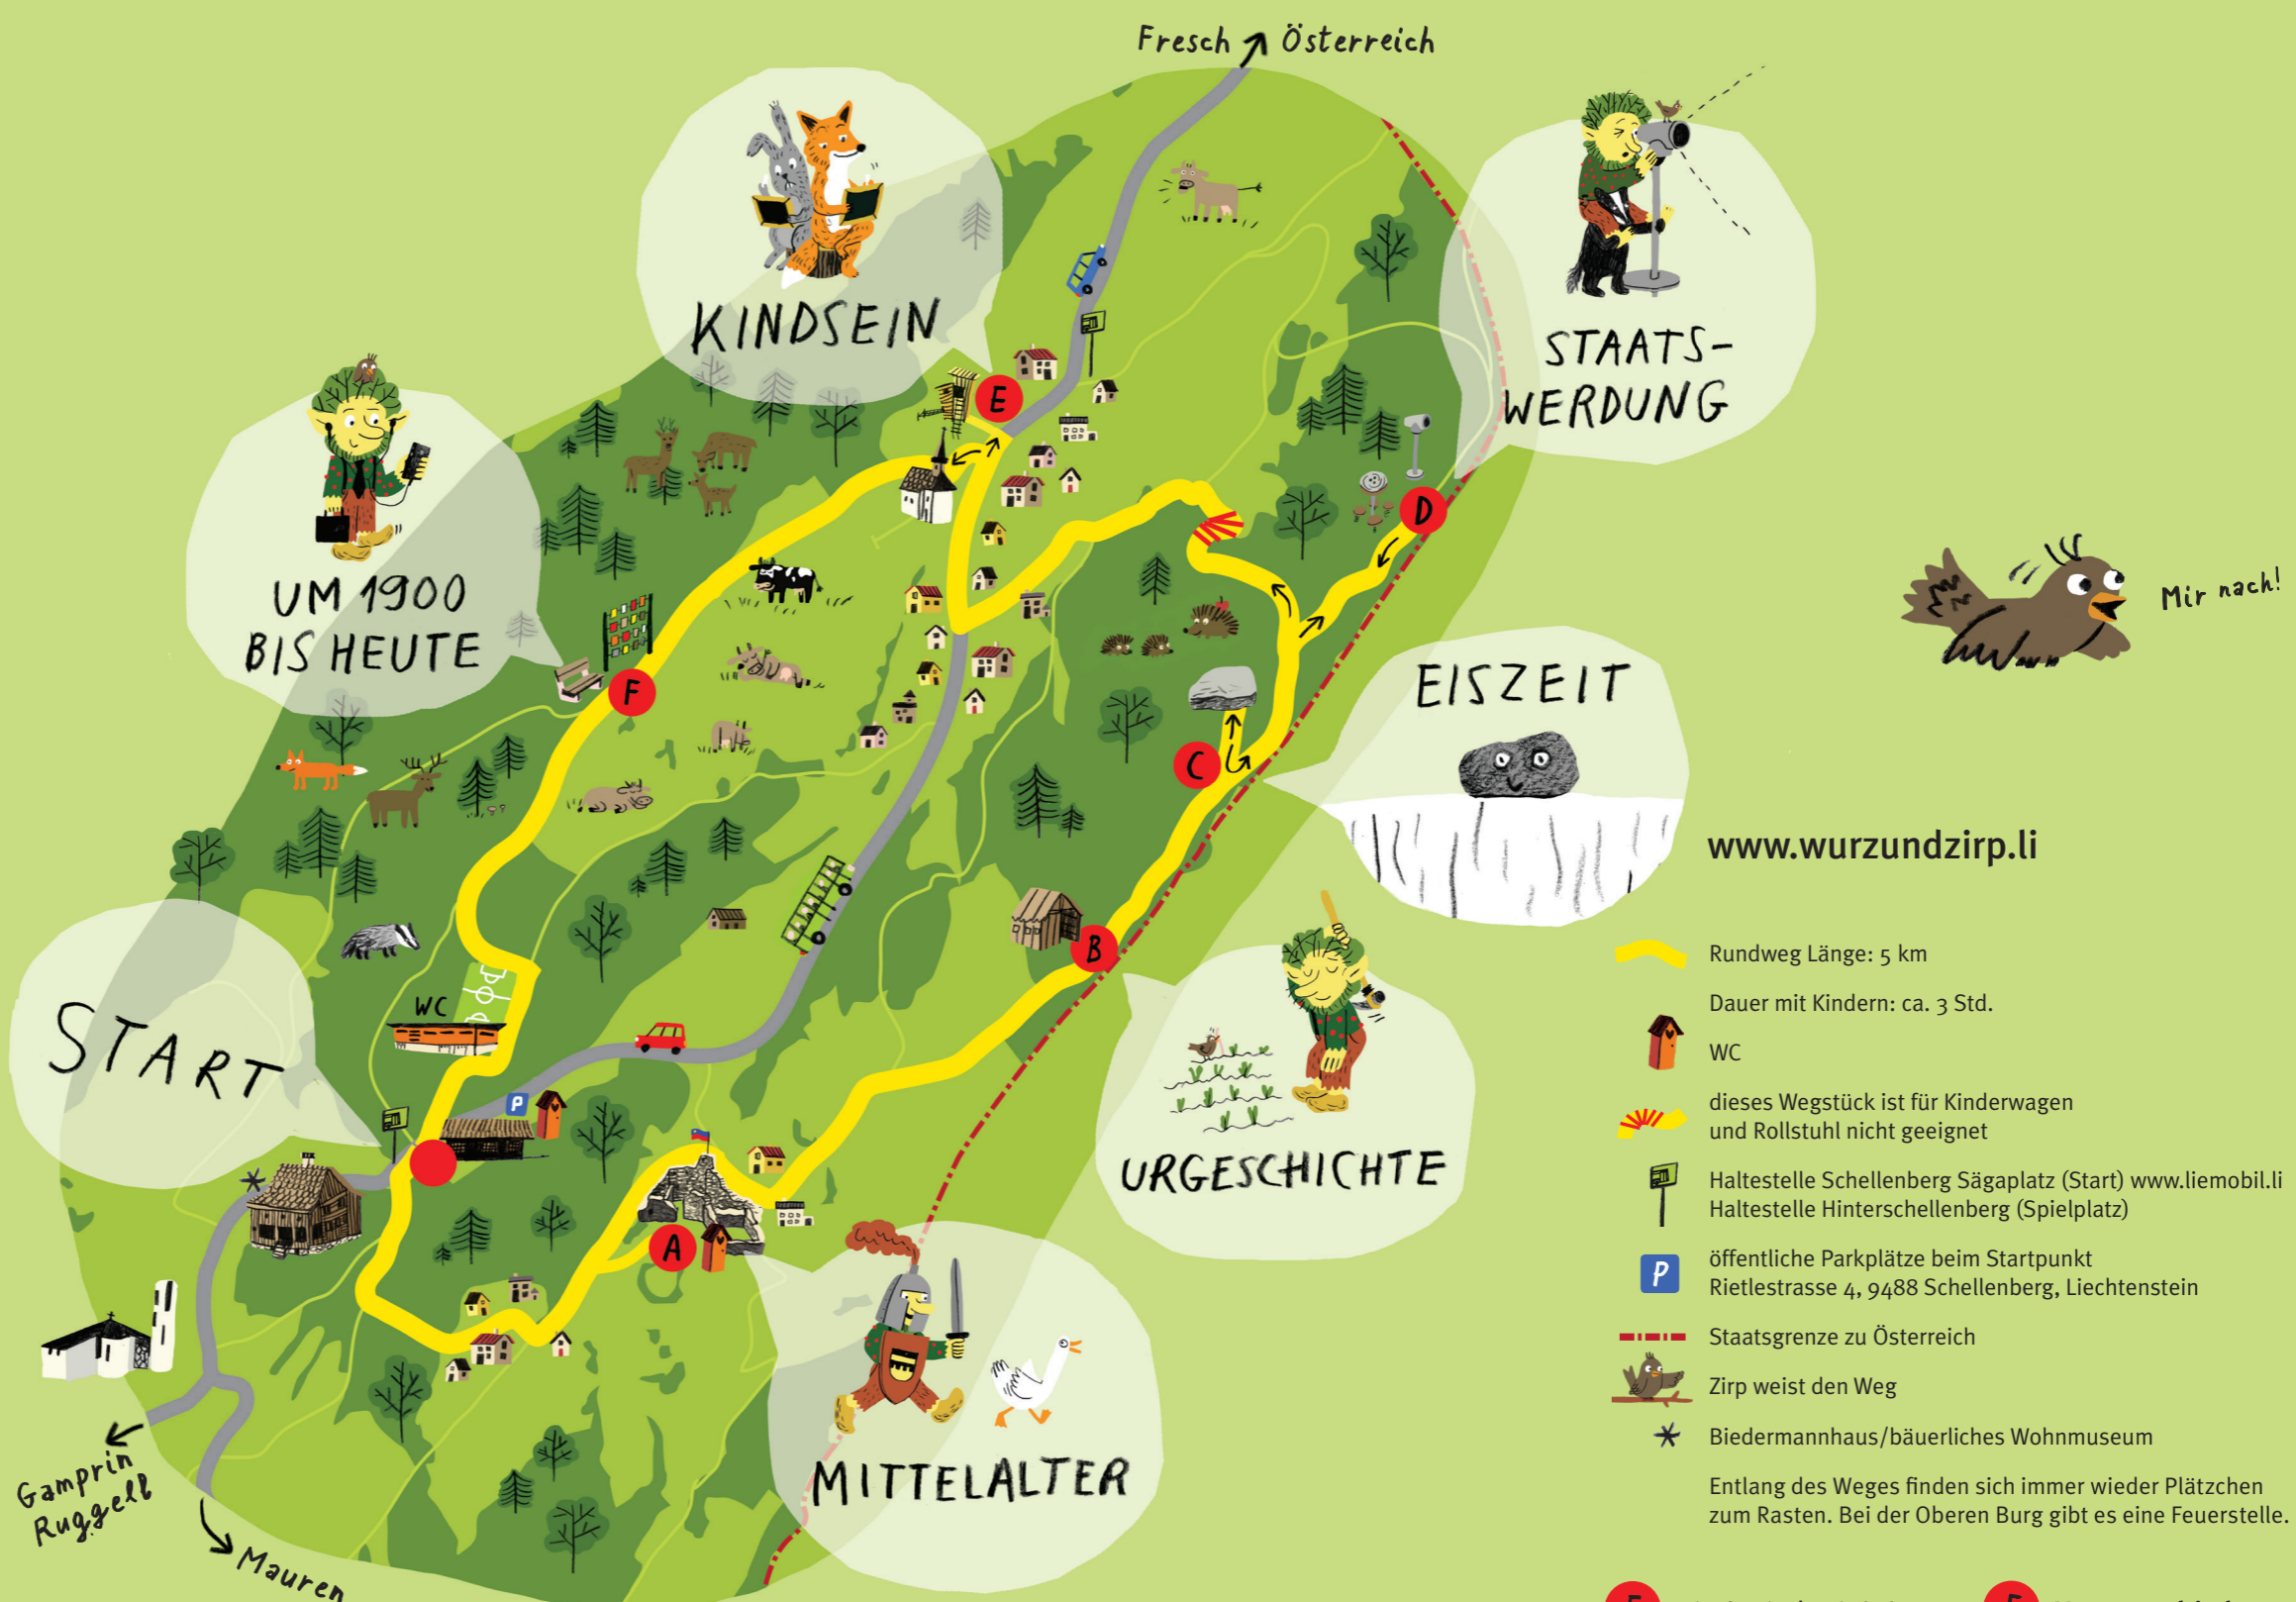 Fresch Österreich
KINDSEIN
STAATS-
WERDUNG
UM 1900
BIS HEUTE
E
D
F
C
B
A
Mir nach!
EISZEIT
START
WC
P
URGESCHICHTE
MITTELALTER
Gamprin
Ruggell
Mauren
www.wurzundzirp.li
Rundweg Länge: 5 km
Dauer mit Kindern: ca. 3 Std.
WC
dieses Wegstück ist für Kinderwagen
und Rollstuhl nicht geeignet
Haltestelle Schellenberg Sägaplatz (Start) www.liemobil.li
Haltestelle Hinterschellenberg (Spielplatz)
P
öffentliche Parkplätze beim Startpunkt
Rietlestrasse 4, 9488 Schellenberg, Liechtenstein
Staatsgrenze zu Österreich
Zirp weist den Weg
Biedermannhaus/bäuerliches Wohnmuseum
Entlang des Weges finden sich immer wieder Plätzchen
zum Rasten. Bei der Oberen Burg gibt es eine Feuerstelle.